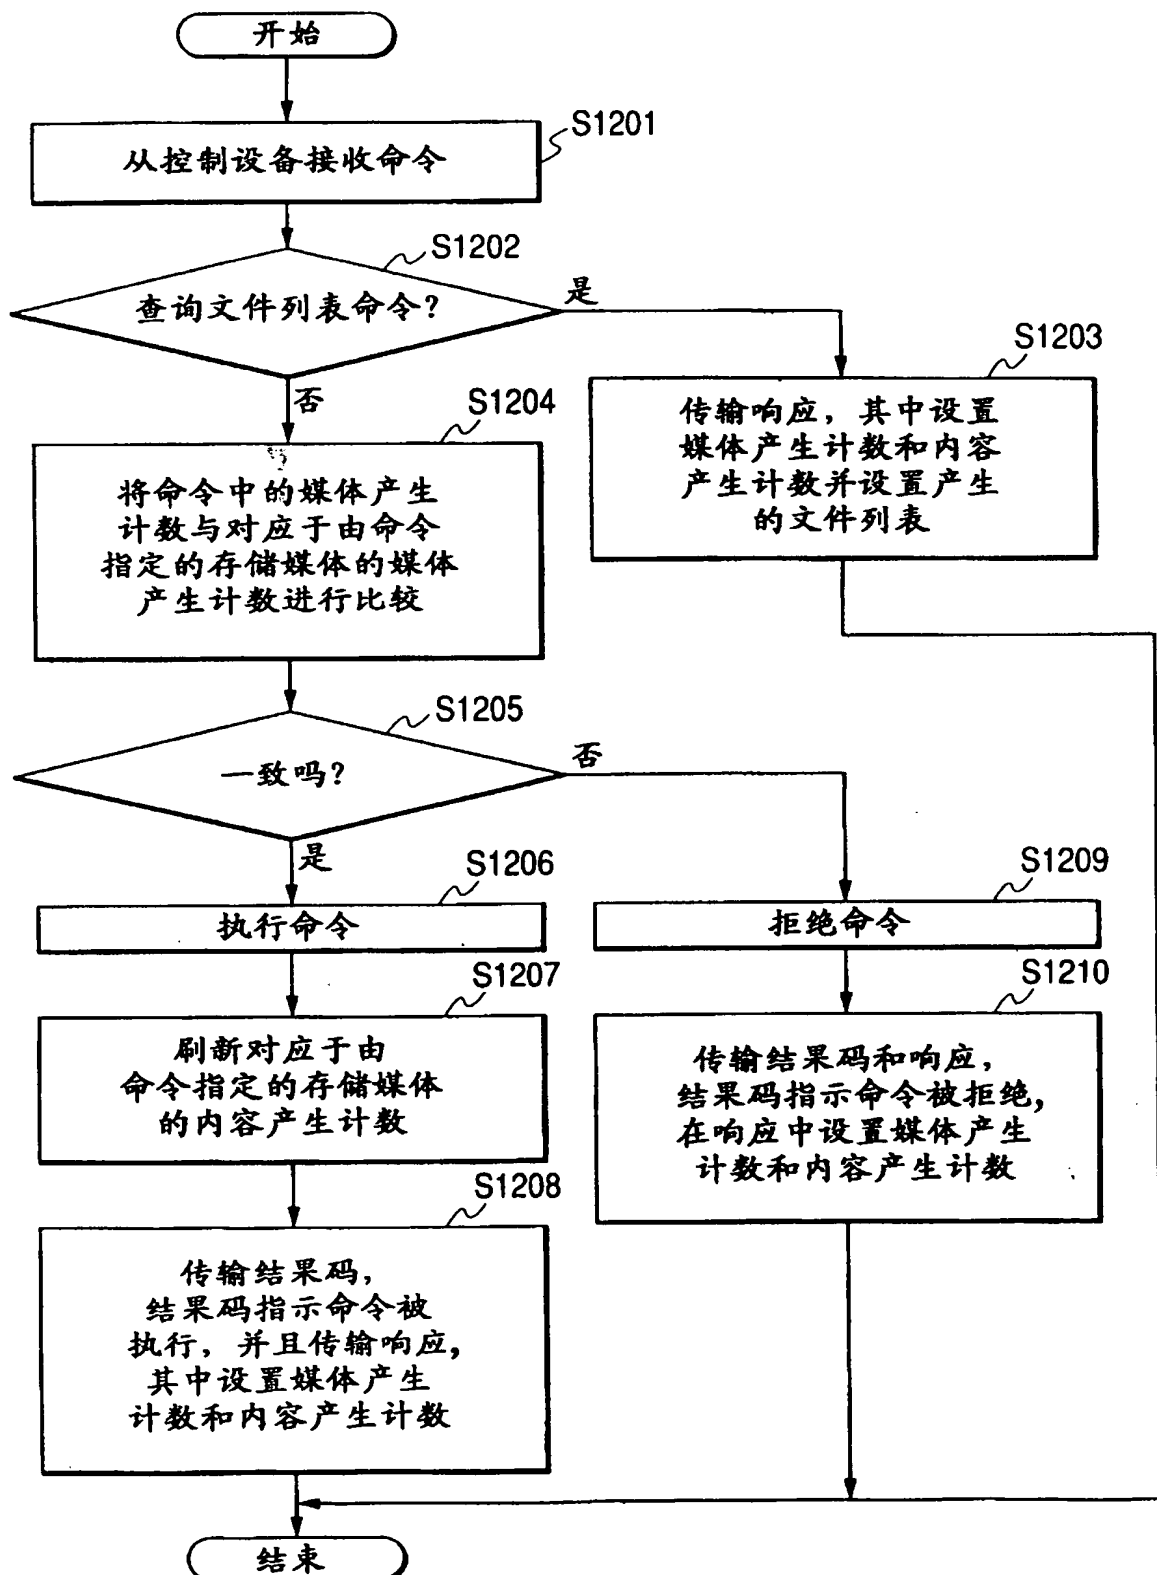 开始
S1201
从控制设备接收命令
S1202
查询文件列表命令?
是
否
S1203
传输响应，其中设置
媒体产生计数和内容
产生计数并设置产生
的文件列表
S1204
将命令中的媒体产生
计数与对应于由命令
指定的存储媒体的媒体
产生计数进行比较
S1205
一致吗?
否
是
S1206
执行命令
S1209
拒绝命令
S1207
刷新对应于由
命令指定的存储媒体
的内容产生计数
S1210
传输结果码和响应，
结果码指示命令被拒绝，
在响应中设置媒体产生
计数和内容产生计数
S1208
传输结果码，
结果码指示命令被
执行，并且传输响应，
其中设置媒体产生
计数和内容产生计数
结束